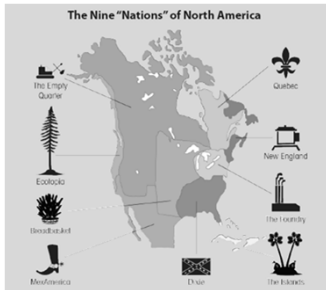 The Nine “Nations” of North America
The Empty
Quarter
Quebec
New England
Ecotopia
Breadbasket
The Foundry
MexAmerica
Dixie
The Islands